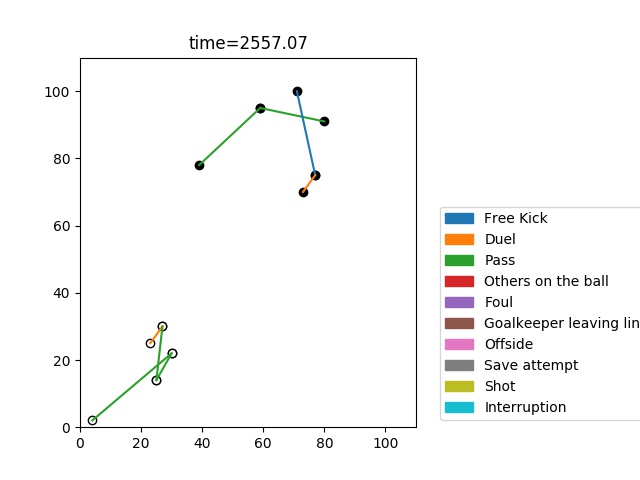 time=2557.07
100
80
60
40
20
0
0 20 40 60 80 100
Free Kick
Duel
Pass
Others on the ball
Foul
Goalkeeper leaving lin
Offside
Save attempt
Shot
Interruption